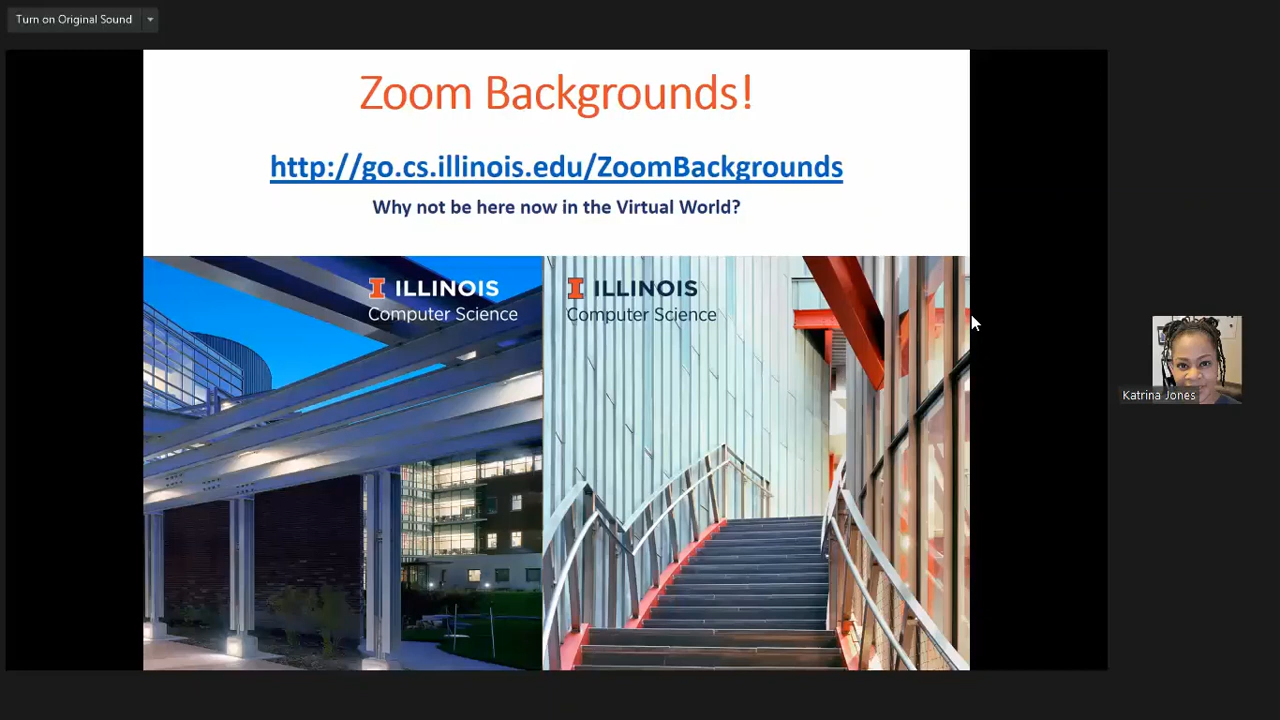 Turn on Original Sound
Zoom Backgrounds!
http://go.cs.illinois.edu/ZoomBackgrounds
Why not be here now in the Virtual World?
ILLINOIS
Computer Science
ILLINOIS
Computer Science
Katrina Jones